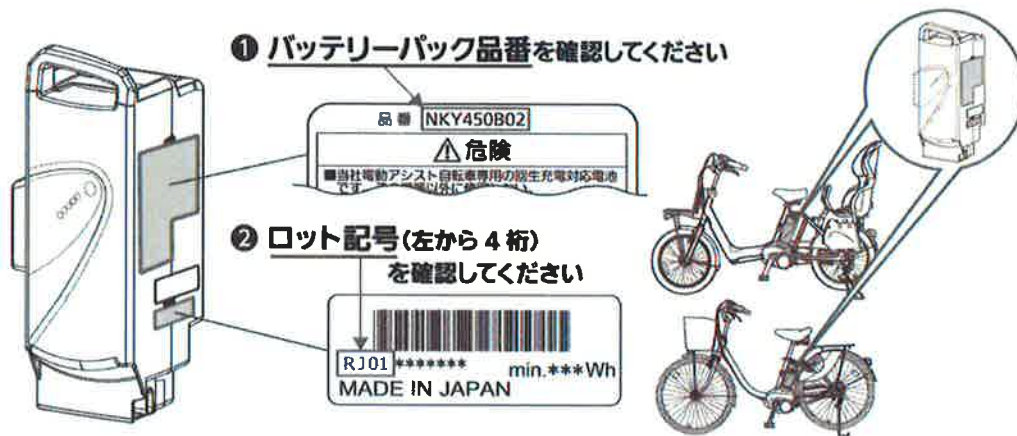 ❶ バッテリーパック品番を確認してください
品番 NKY450B02
⚠危険
■当社電動アシスト自転車専用の回生充電対応電池
です。
❷ ロット記号(左から4桁)
を確認してください
RJ01******* min.***Wh
MADE IN JAPAN